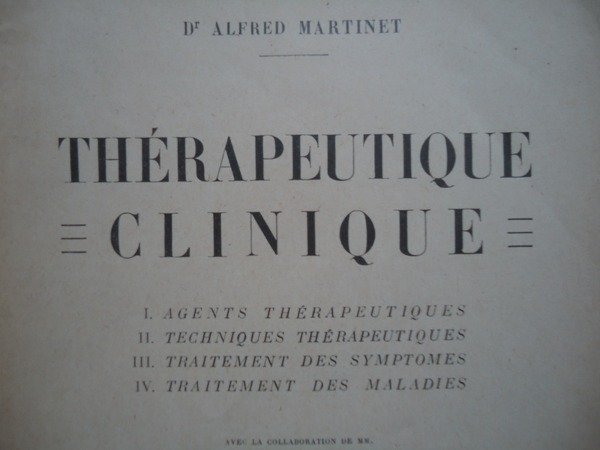 Dr ALFRED MARTINET
THÉRAPEUTIQUE
CLINIQUE
I. AGENTS THÉRAPEUTIQUES
II. TECHNIQUES THÉRAPEUTIQUES
III. TRAITEMENT DES SYMPTOMES
IV. TRAITEMENT DES MALADIES
AVEC LA COLLABORATION DE MM.